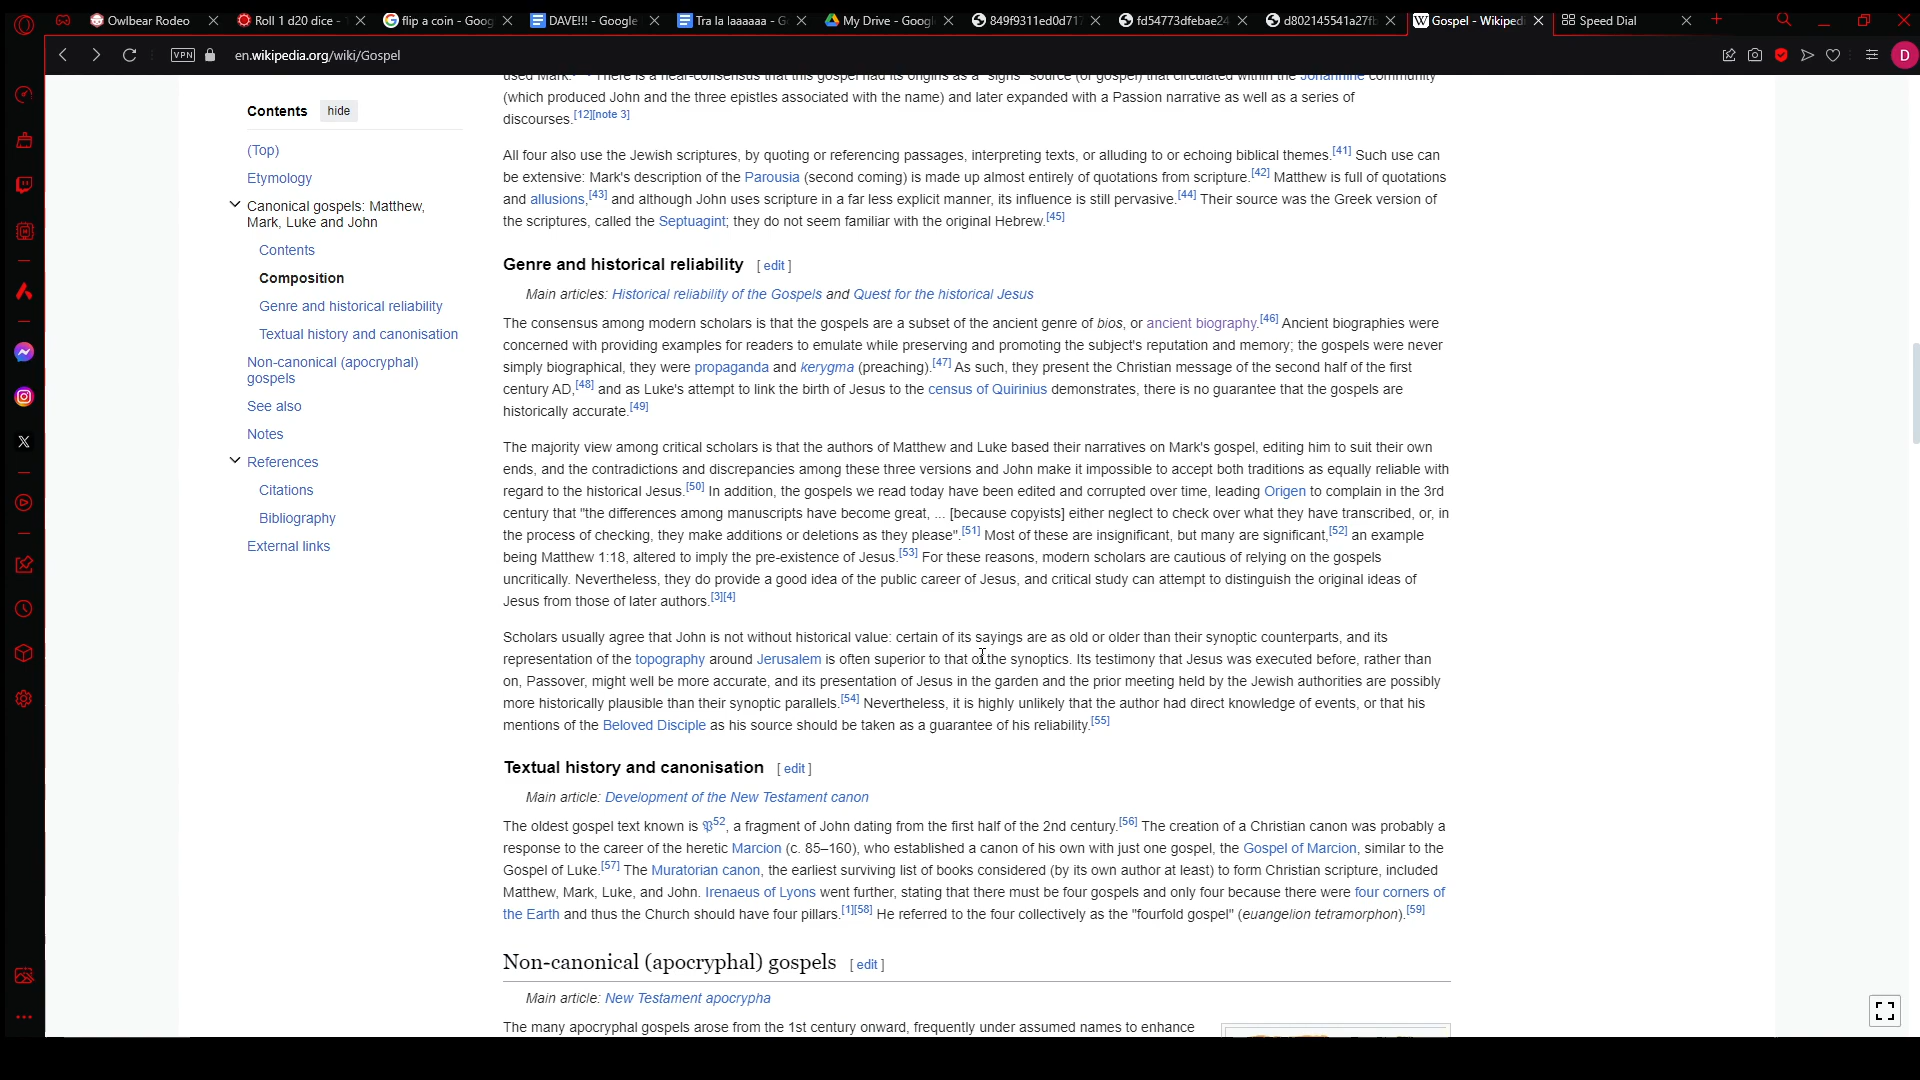 Owlbear Rodeo
Roll 1 d20 dice -
flip a coin - Goog
DAVE!!! - Google
Tra la laaaaaa - G
My Drive - Googl
849f9311ed0d71
fd54773dfebae24
d802145541a27f
Gospel - Wikiped
Speed Dial
VPN
en.wikipedia.org/wiki/Gospel
D
Contents hide
(Top)
Etymology
Canonical gospels: Matthew,
Mark, Luke and John
Contents
Composition
Genre and historical reliability
Textual history and canonisation
Non-canonical (apocryphal)
gospels
See also
Notes
References
Citations
Bibliography
External links
used Mark. There is a near-consensus that this gospel had its origins as a "signs" source (or gospel) that circulated within the Johannine community
(which produced John and the three epistles associated with the name) and later expanded with a Passion narrative as well as a series of
discourses.[12][note 3]
All four also use the Jewish scriptures, by quoting or referencing passages, interpreting texts, or alluding to or echoing biblical themes.[41] Such use can
be extensive: Mark's description of the Parousia (second coming) is made up almost entirely of quotations from scripture.[42] Matthew is full of quotations
and allusions,[43] and although John uses scripture in a far less explicit manner, its influence is still pervasive.[44] Their source was the Greek version of
the scriptures, called the Septuagint; they do not seem familiar with the original Hebrew.[45]
Genre and historical reliability [ edit ]
Main articles: Historical reliability of the Gospels and Quest for the historical Jesus
The consensus among modern scholars is that the gospels are a subset of the ancient genre of bios, or ancient biography.[46] Ancient biographies were
concerned with providing examples for readers to emulate while preserving and promoting the subject's reputation and memory; the gospels were never
simply biographical, they were propaganda and kerygma (preaching).[47] As such, they present the Christian message of the second half of the first
century AD,[48] and as Luke's attempt to link the birth of Jesus to the census of Quirinius demonstrates, there is no guarantee that the gospels are
historically accurate.[49]
The majority view among critical scholars is that the authors of Matthew and Luke based their narratives on Mark's gospel, editing him to suit their own
ends, and the contradictions and discrepancies among these three versions and John make it impossible to accept both traditions as equally reliable with
regard to the historical Jesus.[50] In addition, the gospels we read today have been edited and corrupted over time, leading Origen to complain in the 3rd
century that "the differences among manuscripts have become great, ... [because copyists] either neglect to check over what they have transcribed, or, in
the process of checking, they make additions or deletions as they please".[51] Most of these are insignificant, but many are significant,[52] an example
being Matthew 1:18, altered to imply the pre-existence of Jesus.[53] For these reasons, modern scholars are cautious of relying on the gospels
uncritically. Nevertheless, they do provide a good idea of the public career of Jesus, and critical study can attempt to distinguish the original ideas of
Jesus from those of later authors.[3][4]
Scholars usually agree that John is not without historical value: certain of its sayings are as old or older than their synoptic counterparts, and its
representation of the topography around Jerusalem is often superior to that of the synoptics. Its testimony that Jesus was executed before, rather than
on, Passover, might well be more accurate, and its presentation of Jesus in the garden and the prior meeting held by the Jewish authorities are possibly
more historically plausible than their synoptic parallels.[54] Nevertheless, it is highly unlikely that the author had direct knowledge of events, or that his
mentions of the Beloved Disciple as his source should be taken as a guarantee of his reliability.[55]
Textual history and canonisation [ edit ]
Main article: Development of the New Testament canon
The oldest gospel text known is 𝔓52, a fragment of John dating from the first half of the 2nd century.[56] The creation of a Christian canon was probably a
response to the career of the heretic Marcion (c. 85–160), who established a canon of his own with just one gospel, the Gospel of Marcion, similar to the
Gospel of Luke.[57] The Muratorian canon, the earliest surviving list of books considered (by its own author at least) to form Christian scripture, included
Matthew, Mark, Luke, and John. Irenaeus of Lyons went further, stating that there must be four gospels and only four because there were four corners of
the Earth and thus the Church should have four pillars.[1][58] He referred to the four collectively as the "fourfold gospel" (euangelion tetramorphon).[59]
Non-canonical (apocryphal) gospels [ edit ]
Main article: New Testament apocrypha
The many apocryphal gospels arose from the 1st century onward, frequently under assumed names to enhance